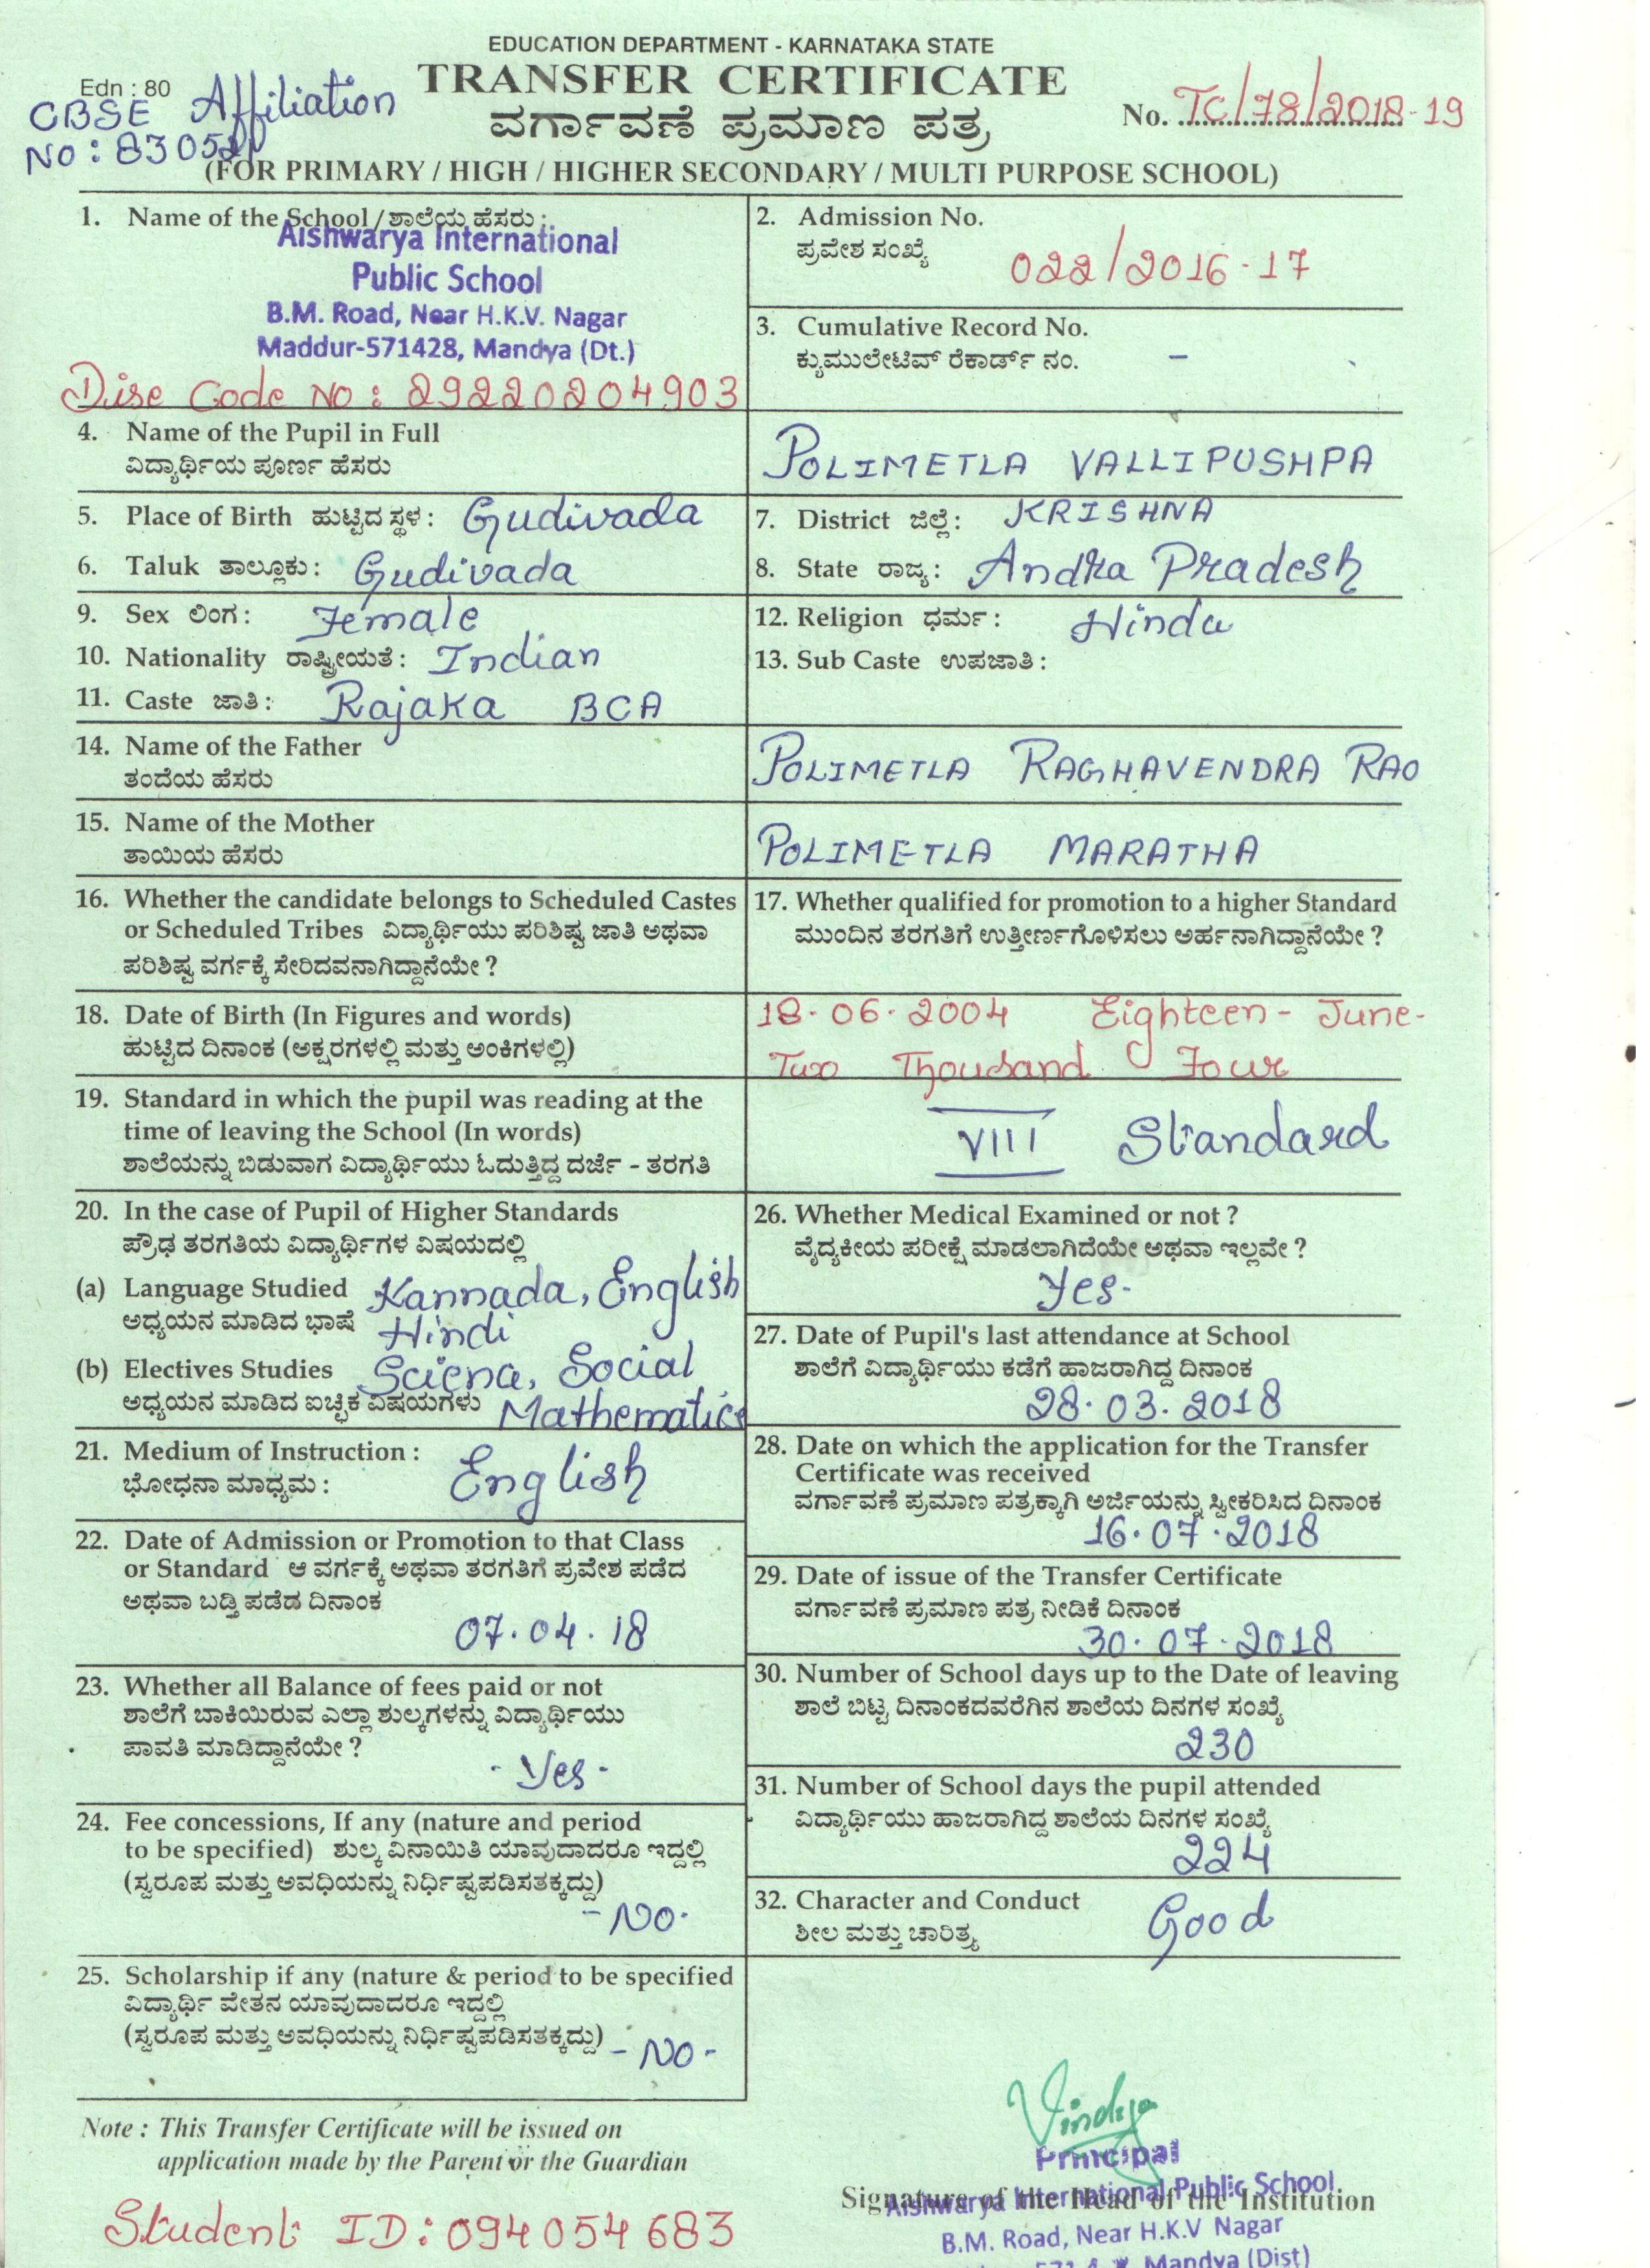 EDUCATION DEPARTMENT - KARNATAKA STATE
Edn : 80
TRANSFER CERTIFICATE
CBSE Affiliation
NO : 830521
ವರ್ಗಾವಣೆ ಪ್ರಮಾಣ ಪತ್ರ
No. TC/78/2018-19
(FOR PRIMARY / HIGH / HIGHER SECONDARY / MULTI PURPOSE SCHOOL)
1. Name of the School / ಶಾಲೆಯ ಹೆಸರು :
Aishwarya International
Public School
B.M. Road, Near H.K.V. Nagar
Maddur-571428, Mandya (Dt.)
Dise Code No : 29220204903
2. Admission No.
ಪ್ರವೇಶ ಸಂಖ್ಯೆ
022/2016-17
3. Cumulative Record No.
ಕ್ಯುಮುಲೇಟಿವ್ ರೆಕಾರ್ಡ್ ನಂ. –
4. Name of the Pupil in Full
ವಿದ್ಯಾರ್ಥಿಯ ಪೂರ್ಣ ಹೆಸರು
POLIMETLA VALLIPUSHPA
5. Place of Birth ಹುಟ್ಟಿದ ಸ್ಥಳ : Gudivada
6. Taluk ತಾಲ್ಲೂಕು : Gudivada
7. District ಜಿಲ್ಲೆ : KRISHNA
8. State ರಾಜ್ಯ : Andhra Pradesh
9. Sex ಲಿಂಗ : Female
10. Nationality ರಾಷ್ಟ್ರೀಯತೆ : Indian
11. Caste ಜಾತಿ : Rajaka BCA
12. Religion ಧರ್ಮ : Hindu
13. Sub Caste ಉಪಜಾತಿ :
14. Name of the Father
ತಂದೆಯ ಹೆಸರು
POLIMETLA RAGHAVENDRA RAO
15. Name of the Mother
ತಾಯಿಯ ಹೆಸರು
POLIMETLA MARATHA
16. Whether the candidate belongs to Scheduled Castes
or Scheduled Tribes ವಿದ್ಯಾರ್ಥಿಯು ಪರಿಶಿಷ್ಟ ಜಾತಿ ಅಥವಾ
ಪರಿಶಿಷ್ಟ ವರ್ಗಕ್ಕೆ ಸೇರಿದವನಾಗಿದ್ದಾನೆಯೇ ?
17. Whether qualified for promotion to a higher Standard
ಮುಂದಿನ ತರಗತಿಗೆ ಉತ್ತೀರ್ಣಗೊಳಿಸಲು ಅರ್ಹನಾಗಿದ್ದಾನೆಯೇ ?
18. Date of Birth (In Figures and words)
ಹುಟ್ಟಿದ ದಿನಾಂಕ (ಅಕ್ಷರಗಳಲ್ಲಿ ಮತ್ತು ಅಂಕಿಗಳಲ್ಲಿ)
18-06-2004 Eighteen - June -
Two Thousand Four
19. Standard in which the pupil was reading at the
time of leaving the School (In words)
ಶಾಲೆಯನ್ನು ಬಿಡುವಾಗ ವಿದ್ಯಾರ್ಥಿಯು ಓದುತ್ತಿದ್ದ ದರ್ಜೆ – ತರಗತಿ
VIII Standard
20. In the case of Pupil of Higher Standards
ಪ್ರೌಢ ತರಗತಿಯ ವಿದ್ಯಾರ್ಥಿಗಳ ವಿಷಯದಲ್ಲಿ
(a) Language Studied Kannada, English
ಅಧ್ಯಯನ ಮಾಡಿದ ಭಾಷೆ Hindi
(b) Electives Studies Science, Social
ಅಧ್ಯಯನ ಮಾಡಿದ ಐಚ್ಛಿಕ ವಿಷಯಗಳು Mathematics
21. Medium of Instruction :
ಭೋಧನಾ ಮಾಧ್ಯಮ : English
22. Date of Admission or Promotion to that Class
or Standard ಆ ವರ್ಗಕ್ಕೆ ಅಥವಾ ತರಗತಿಗೆ ಪ್ರವೇಶ ಪಡೆದ
ಅಥವಾ ಬಡ್ತಿ ಪಡೆದ ದಿನಾಂಕ
07.04.18
23. Whether all Balance of fees paid or not
ಶಾಲೆಗೆ ಬಾಕಿಯಿರುವ ಎಲ್ಲಾ ಶುಲ್ಕಗಳನ್ನು ವಿದ್ಯಾರ್ಥಿಯು
ಪಾವತಿ ಮಾಡಿದ್ದಾನೆಯೇ ?
- Yes -
24. Fee concessions, If any (nature and period
to be specified) ಶುಲ್ಕ ವಿನಾಯಿತಿ ಯಾವುದಾದರೂ ಇದ್ದಲ್ಲಿ
(ಸ್ವರೂಪ ಮತ್ತು ಅವಧಿಯನ್ನು ನಿರ್ಧಿಷ್ಟಪಡಿಸತಕ್ಕದ್ದು)
- No -
25. Scholarship if any (nature & period to be specified
ವಿದ್ಯಾರ್ಥಿ ವೇತನ ಯಾವುದಾದರೂ ಇದ್ದಲ್ಲಿ
(ಸ್ವರೂಪ ಮತ್ತು ಅವಧಿಯನ್ನು ನಿರ್ಧಿಷ್ಟಪಡಿಸತಕ್ಕದ್ದು) - No -
26. Whether Medical Examined or not ?
ವೈದ್ಯಕೀಯ ಪರೀಕ್ಷೆ ಮಾಡಲಾಗಿದೆಯೇ ಅಥವಾ ಇಲ್ಲವೇ ?
Yes-
27. Date of Pupil's last attendance at School
ಶಾಲೆಗೆ ವಿದ್ಯಾರ್ಥಿಯು ಕಡೆಗೆ ಹಾಜರಾಗಿದ್ದ ದಿನಾಂಕ
28.03.2018
28. Date on which the application for the Transfer
Certificate was received
ವರ್ಗಾವಣೆ ಪ್ರಮಾಣ ಪತ್ರಕ್ಕಾಗಿ ಅರ್ಜಿಯನ್ನು ಸ್ವೀಕರಿಸಿದ ದಿನಾಂಕ
16.07.2018
29. Date of issue of the Transfer Certificate
ವರ್ಗಾವಣೆ ಪ್ರಮಾಣ ಪತ್ರ ನೀಡಿಕೆ ದಿನಾಂಕ
30.07.2018
30. Number of School days up to the Date of leaving
ಶಾಲೆ ಬಿಟ್ಟ ದಿನಾಂಕದವರೆಗಿನ ಶಾಲೆಯ ದಿನಗಳ ಸಂಖ್ಯೆ
230
31. Number of School days the pupil attended
ವಿದ್ಯಾರ್ಥಿಯು ಹಾಜರಾಗಿದ್ದ ಶಾಲೆಯ ದಿನಗಳ ಸಂಖ್ಯೆ
224
32. Character and Conduct
ಶೀಲ ಮತ್ತು ಚಾರಿತ್ರ್ಯ
Good
Note : This Transfer Certificate will be issued on
application made by the Parent or the Guardian
Student ID : 094054683
Vindya
Principal
Signature of the Head of the Institution
Aishwarya International Public School
B.M. Road, Near H.K.V Nagar
Mandya (Dist)